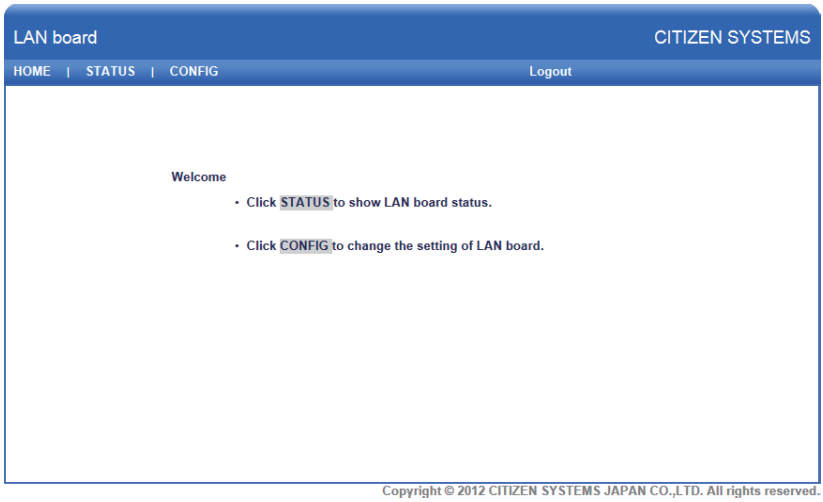 LAN board CITIZEN SYSTEMS
HOME | STATUS | CONFIG Logout
Welcome
• Click STATUS to show LAN board status.
• Click CONFIG to change the setting of LAN board.
Copyright © 2012 CITIZEN SYSTEMS JAPAN CO.,LTD. All rights reserved.